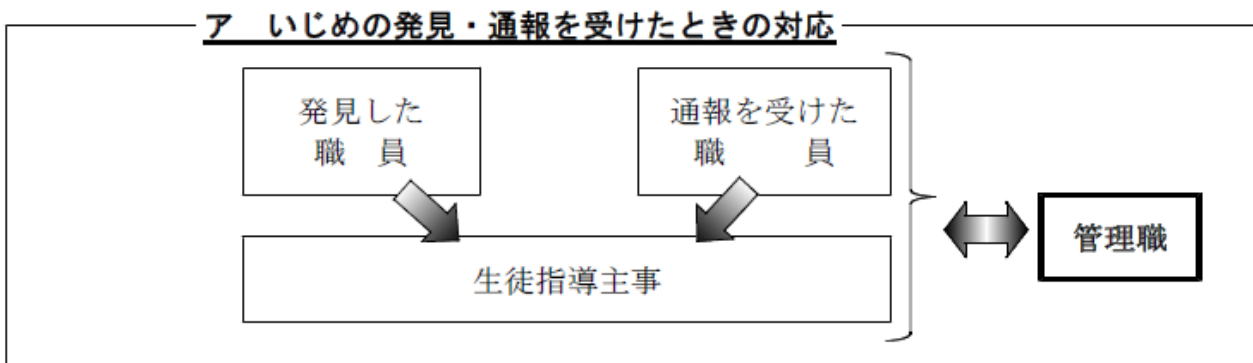 ア　いじめの発見・通報を受けたときの対応
発見した
職　員
通報を受けた
職　　員
管理職
生徒指導主事